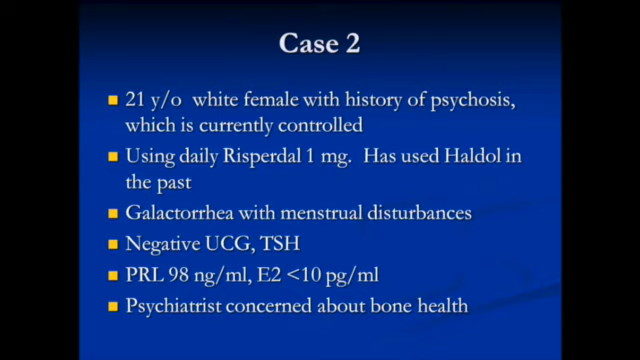 Case 2
21 y/o white female with history of psychosis,
which is currently controlled
Using daily Risperdal 1 mg. Has used Haldol in
the past
Galactorrhea with menstrual disturbances
Negative UCG, TSH
PRL 98 ng/ml, E2 <10 pg/ml
Psychiatrist concerned about bone health